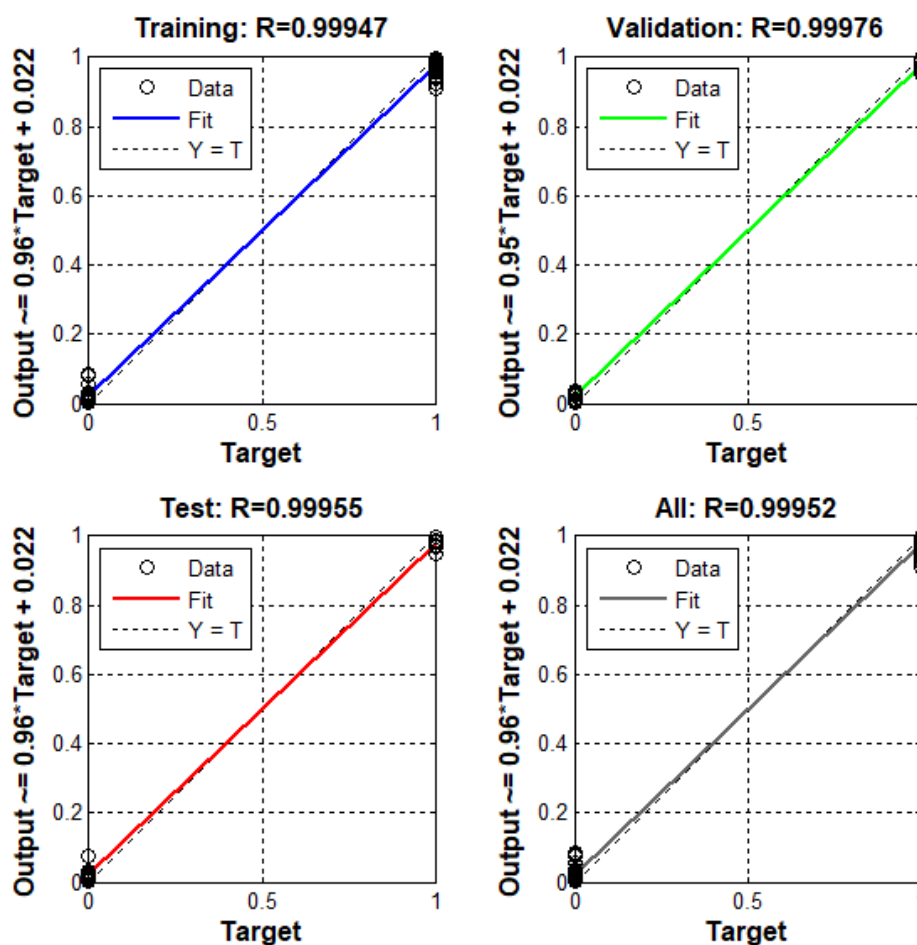 Training: R=0.99947
Output ~= 0.96*Target + 0.022
1
0.8
0.6
0.4
0.2
0
Data
Fit
Y = T
0
0.5
1
Target
Validation: R=0.99976
Output ~= 0.95*Target + 0.022
1
0.8
0.6
0.4
0.2
0
Data
Fit
Y = T
0
0.5
1
Target
Test: R=0.99955
Output ~= 0.96*Target + 0.022
1
0.8
0.6
0.4
0.2
0
Data
Fit
Y = T
0
0.5
1
Target
All: R=0.99952
Output ~= 0.96*Target + 0.022
1
0.8
0.6
0.4
0.2
0
Data
Fit
Y = T
0
0.5
1
Target